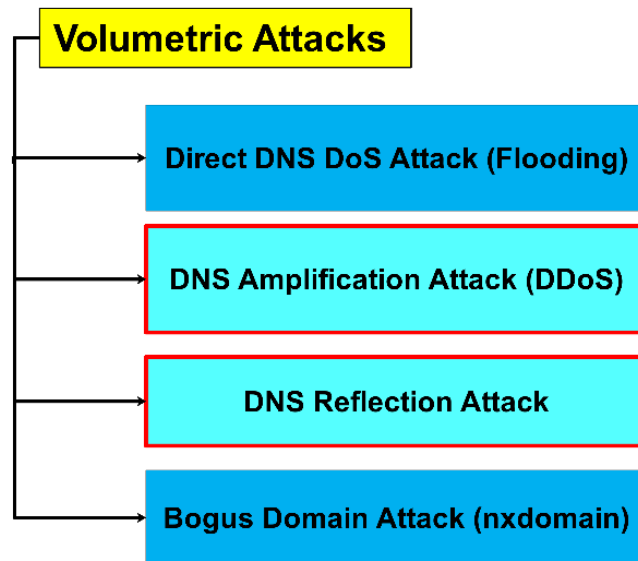 Volumetric Attacks
Direct DNS DoS Attack (Flooding)
DNS Amplification Attack (DDoS)
DNS Reflection Attack
Bogus Domain Attack (nxdomain)